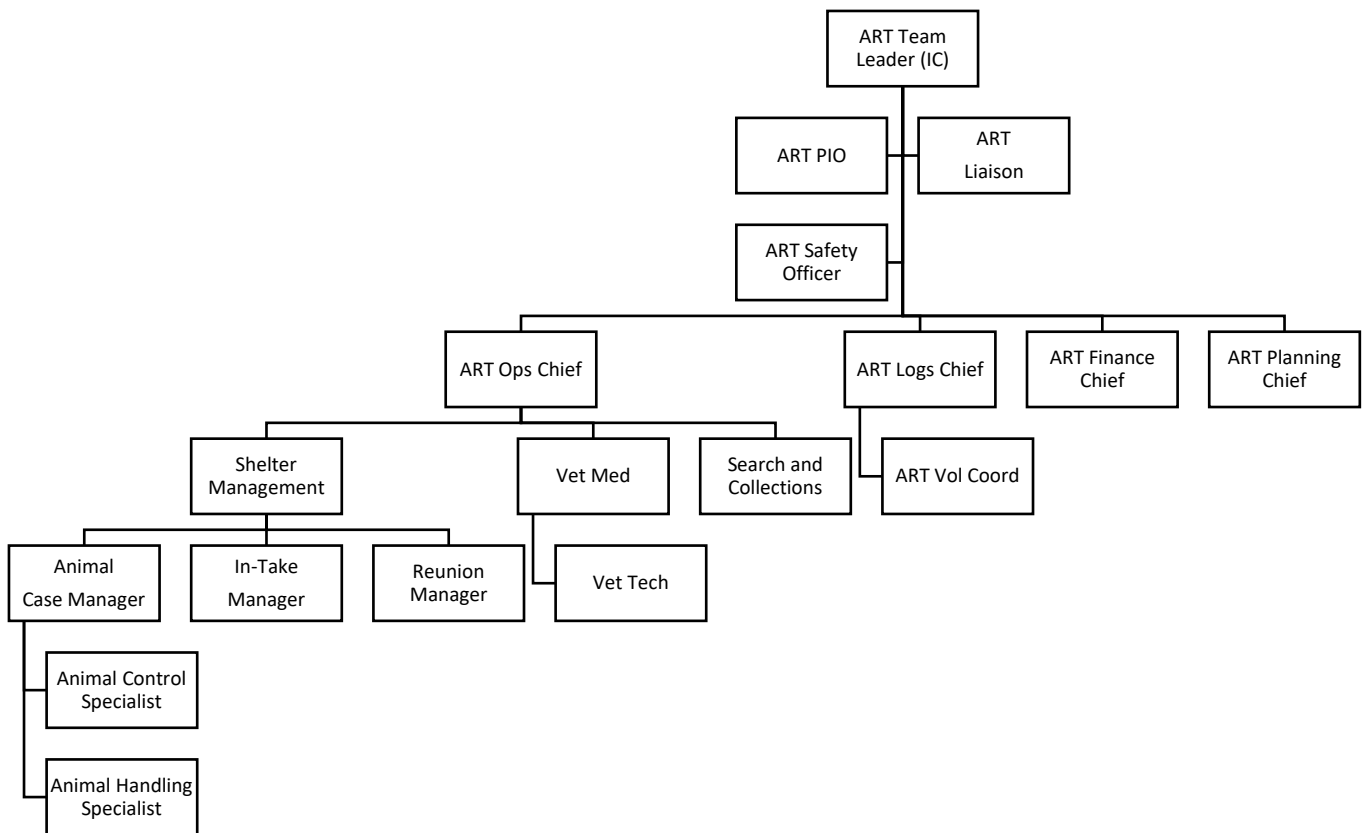 ART Team
Leader (IC)
ART PIO
ART
Liaison
ART Safety
Officer
ART Ops Chief
ART Logs Chief
ART Finance
Chief
ART Planning
Chief
Shelter
Management
Vet Med
Search and
Collections
ART Vol Coord
Animal
Case Manager
In-Take
Manager
Reunion
Manager
Vet Tech
Animal Control
Specialist
Animal Handling
Specialist